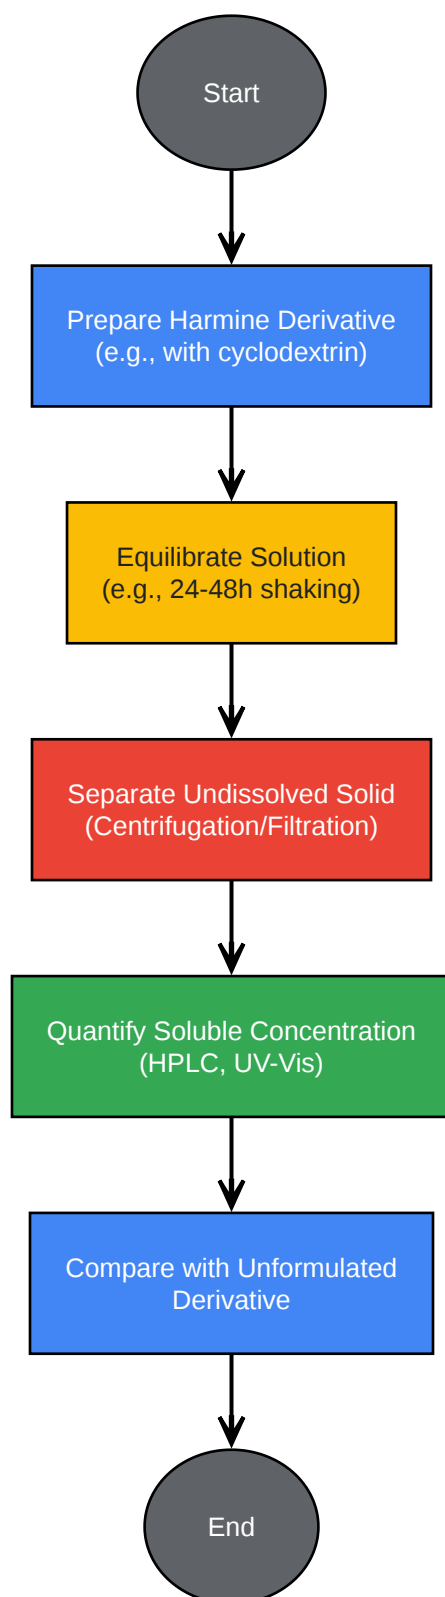 Start
Prepare Harmine Derivative
(e.g., with cyclodextrin)
Equilibrate Solution
(e.g., 24-48h shaking)
Separate Undissolved Solid
(Centrifugation/Filtration)
Quantify Soluble Concentration
(HPLC, UV-Vis)
Compare with Unformulated
Derivative
End